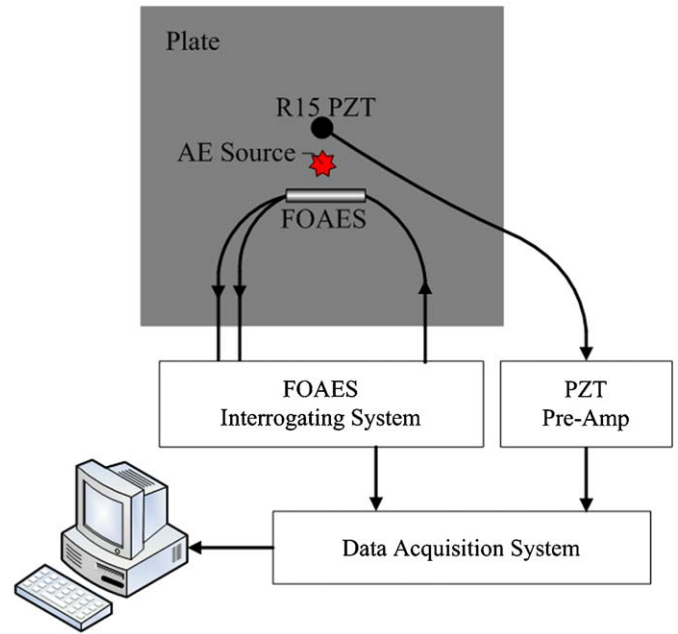 Plate
R15 PZT
AE Source
FOAES
FOAES
Interrogating System
PZT
Pre-Amp
Data Acquisition System